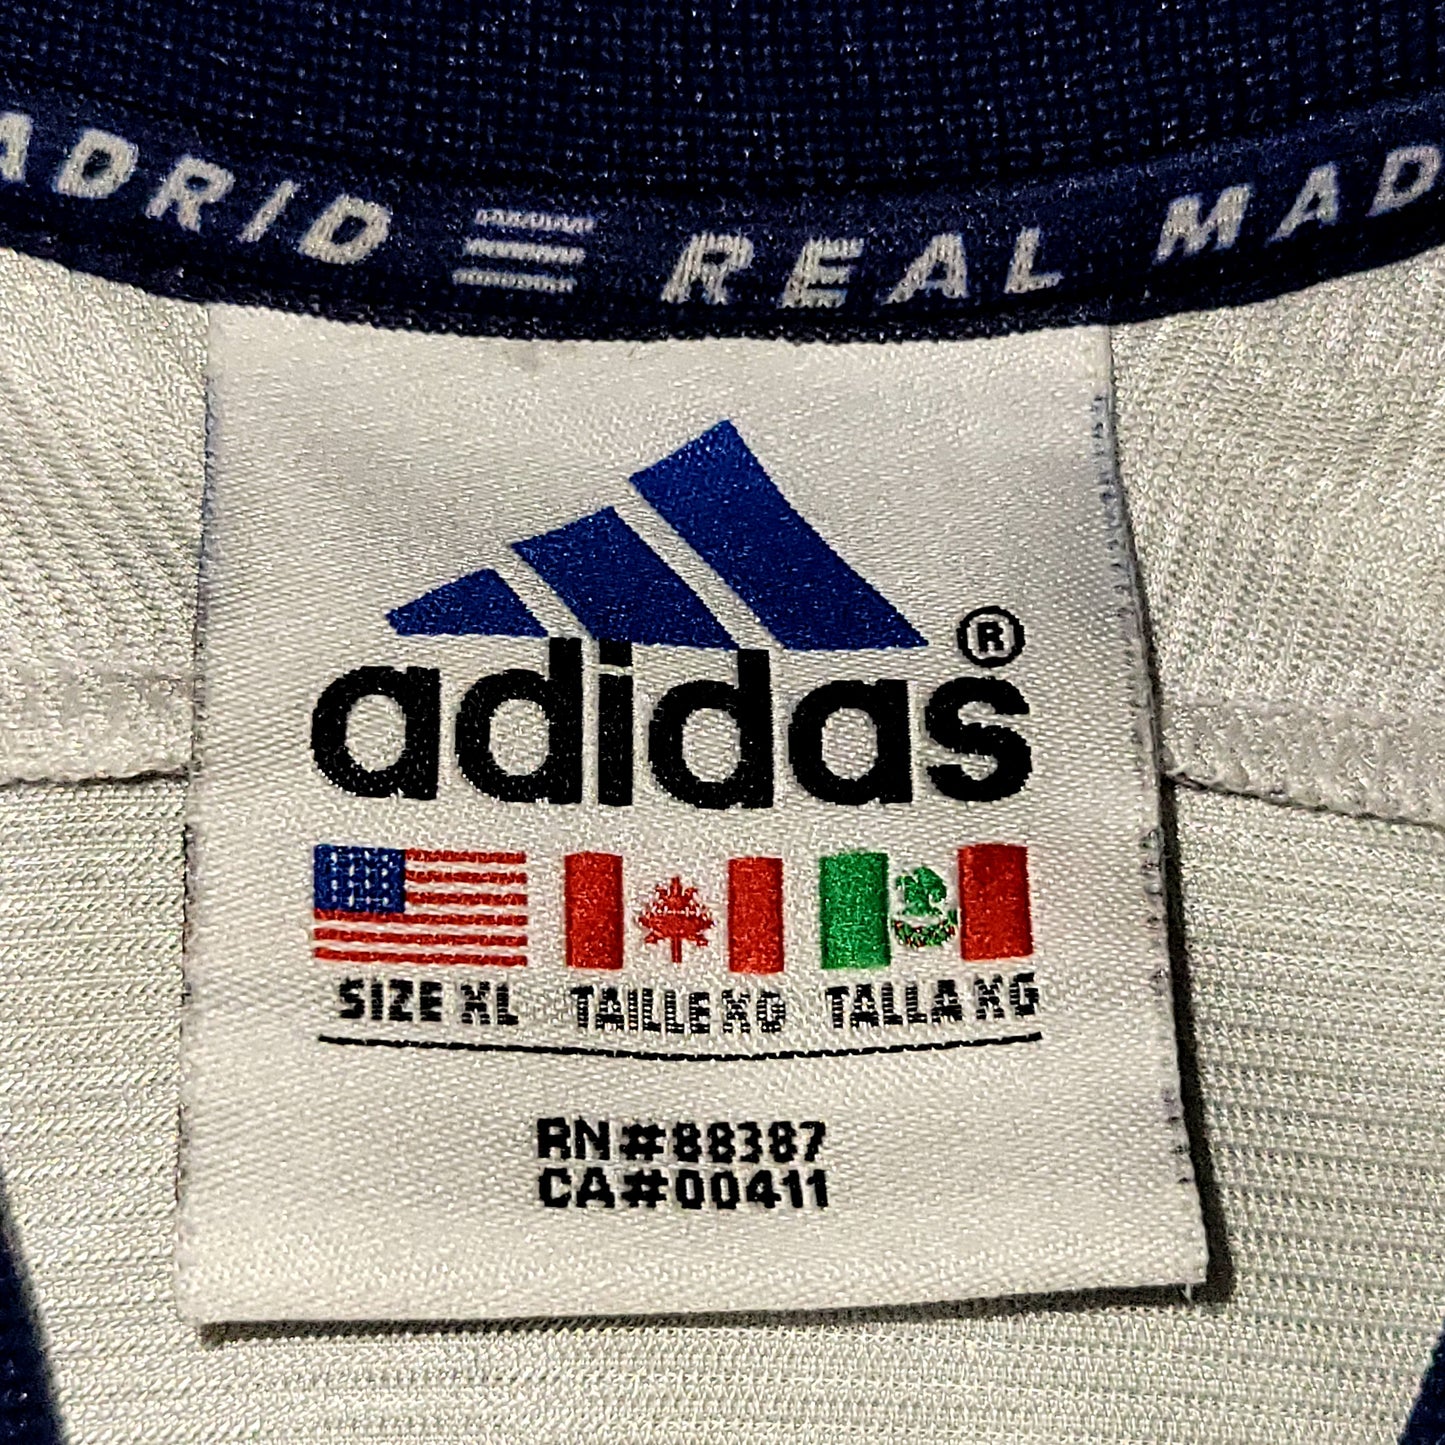 ADRID REAL MAD
®
adidas
SIZE XL TAILLE XG TALLA XG
RN#88387
CA#00411